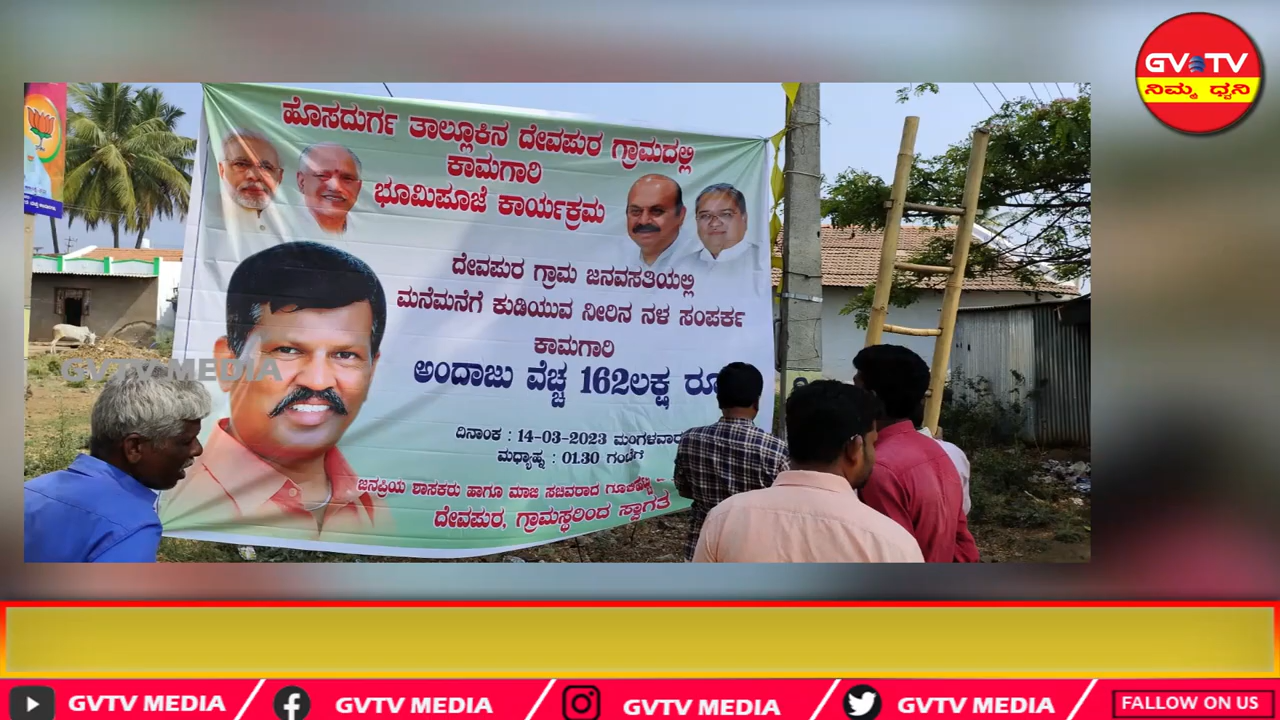 GVTV
ನಿಮ್ಮ ಧ್ವನಿ
ಹೊಸದುರ್ಗ ತಾಲ್ಲೂಕಿನ ದೇವಪುರ ಗ್ರಾಮದಲ್ಲಿ
ಕಾಮಗಾರಿ
ಭೂಮಿಪೂಜೆ ಕಾರ್ಯಕ್ರಮ
ದೇವಪುರ ಗ್ರಾಮ ಜನವಸತಿಯಲ್ಲಿ
ಮನೆಮನೆಗೆ ಕುಡಿಯುವ ನೀರಿನ ನಳ ಸಂಪರ್ಕ
ಕಾಮಗಾರಿ
ಅಂದಾಜು ವೆಚ್ಚ 162ಲಕ್ಷ ರೂ
GVTV MEDIA
ದಿನಾಂಕ : 14-03-2023 ಮಂಗಳವಾರ
ಮಧ್ಯಾಹ್ನ : 01.30 ಗಂಟೆಗೆ
ಜನಪ್ರಿಯ ಶಾಸಕರು ಹಾಗೂ ಮಾಜಿ ಸಚಿವರಾದ
ದೇವಪುರ, ಗ್ರಾಮಸ್ಥರಿಂದ ಸ್ವಾಗತ
GVTV MEDIA
GVTV MEDIA
GVTV MEDIA
GVTV MEDIA
FALLOW ON US